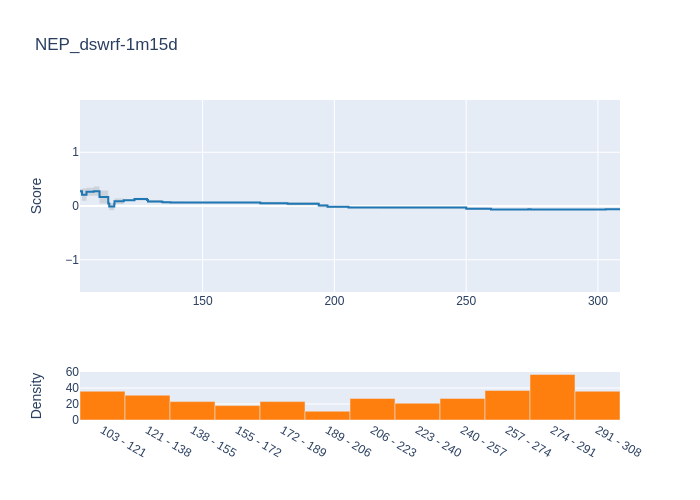 NEP_dswrf-1m15d
Score
1
0
−1
150
200
250
300
Density
60
40
20
0
103 - 121
121 - 138
138 - 155
155 - 172
172 - 189
189 - 206
206 - 223
223 - 240
240 - 257
257 - 274
274 - 291
291 - 308